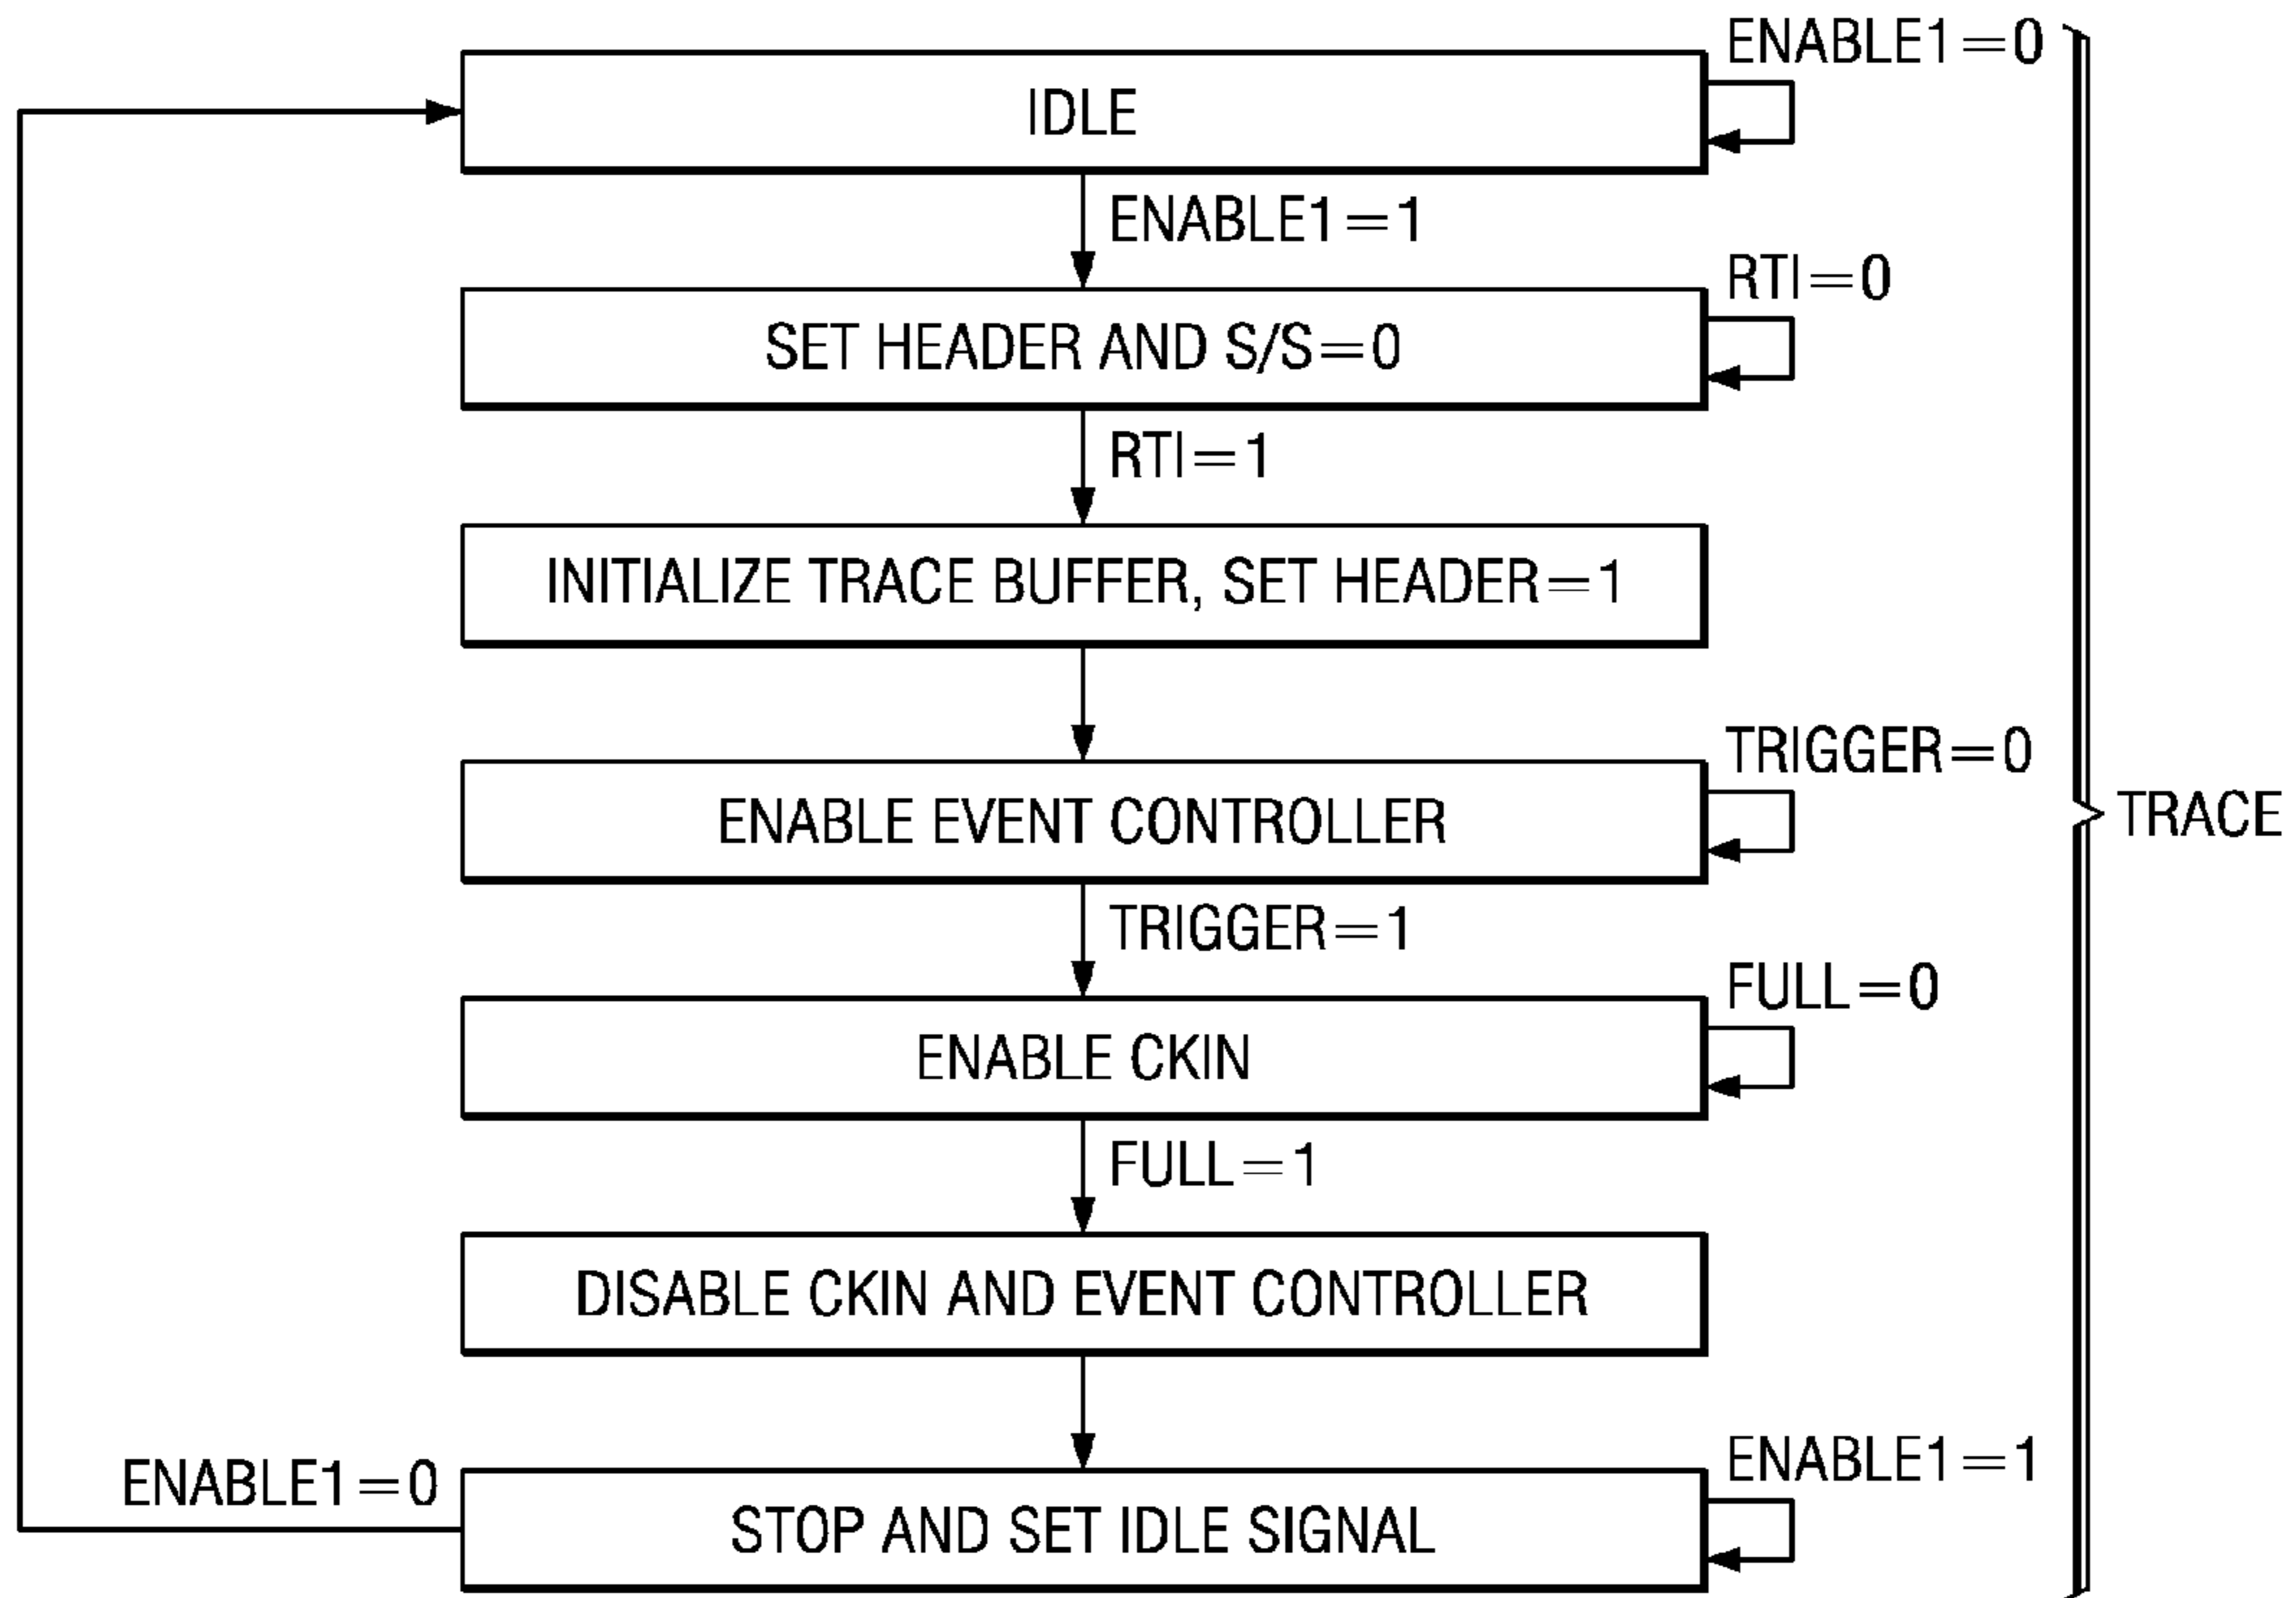 ENABLE1=0
IDLE
ENABLE1=1
RTI=0
SET HEADER AND S/S=0
RTI=1
INITIALIZE TRACE BUFFER, SET HEADER=1
TRIGGER=0
ENABLE EVENT CONTROLLER
TRACE
TRIGGER=1
FULL=0
ENABLE CKIN
FULL=1
DISABLE CKIN AND EVENT CONTROLLER
ENABLE1=0
ENABLE1=1
STOP AND SET IDLE SIGNAL